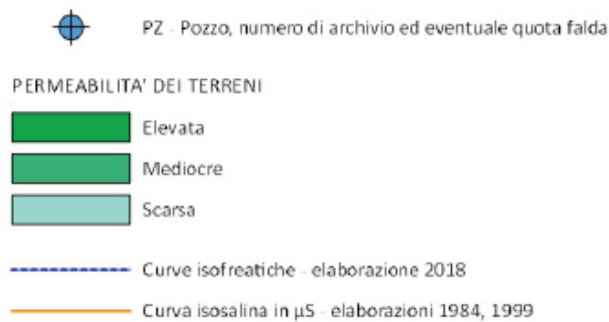 PZ - Pozzo, numero di archivio ed eventuale quota falda
PERMEABILITA' DEI TERRENI
Elevata
Mediocre
Scarsa
Curve isofreatiche - elaborazione 2018
Curva isosalina in µS - elaborazioni 1984, 1999